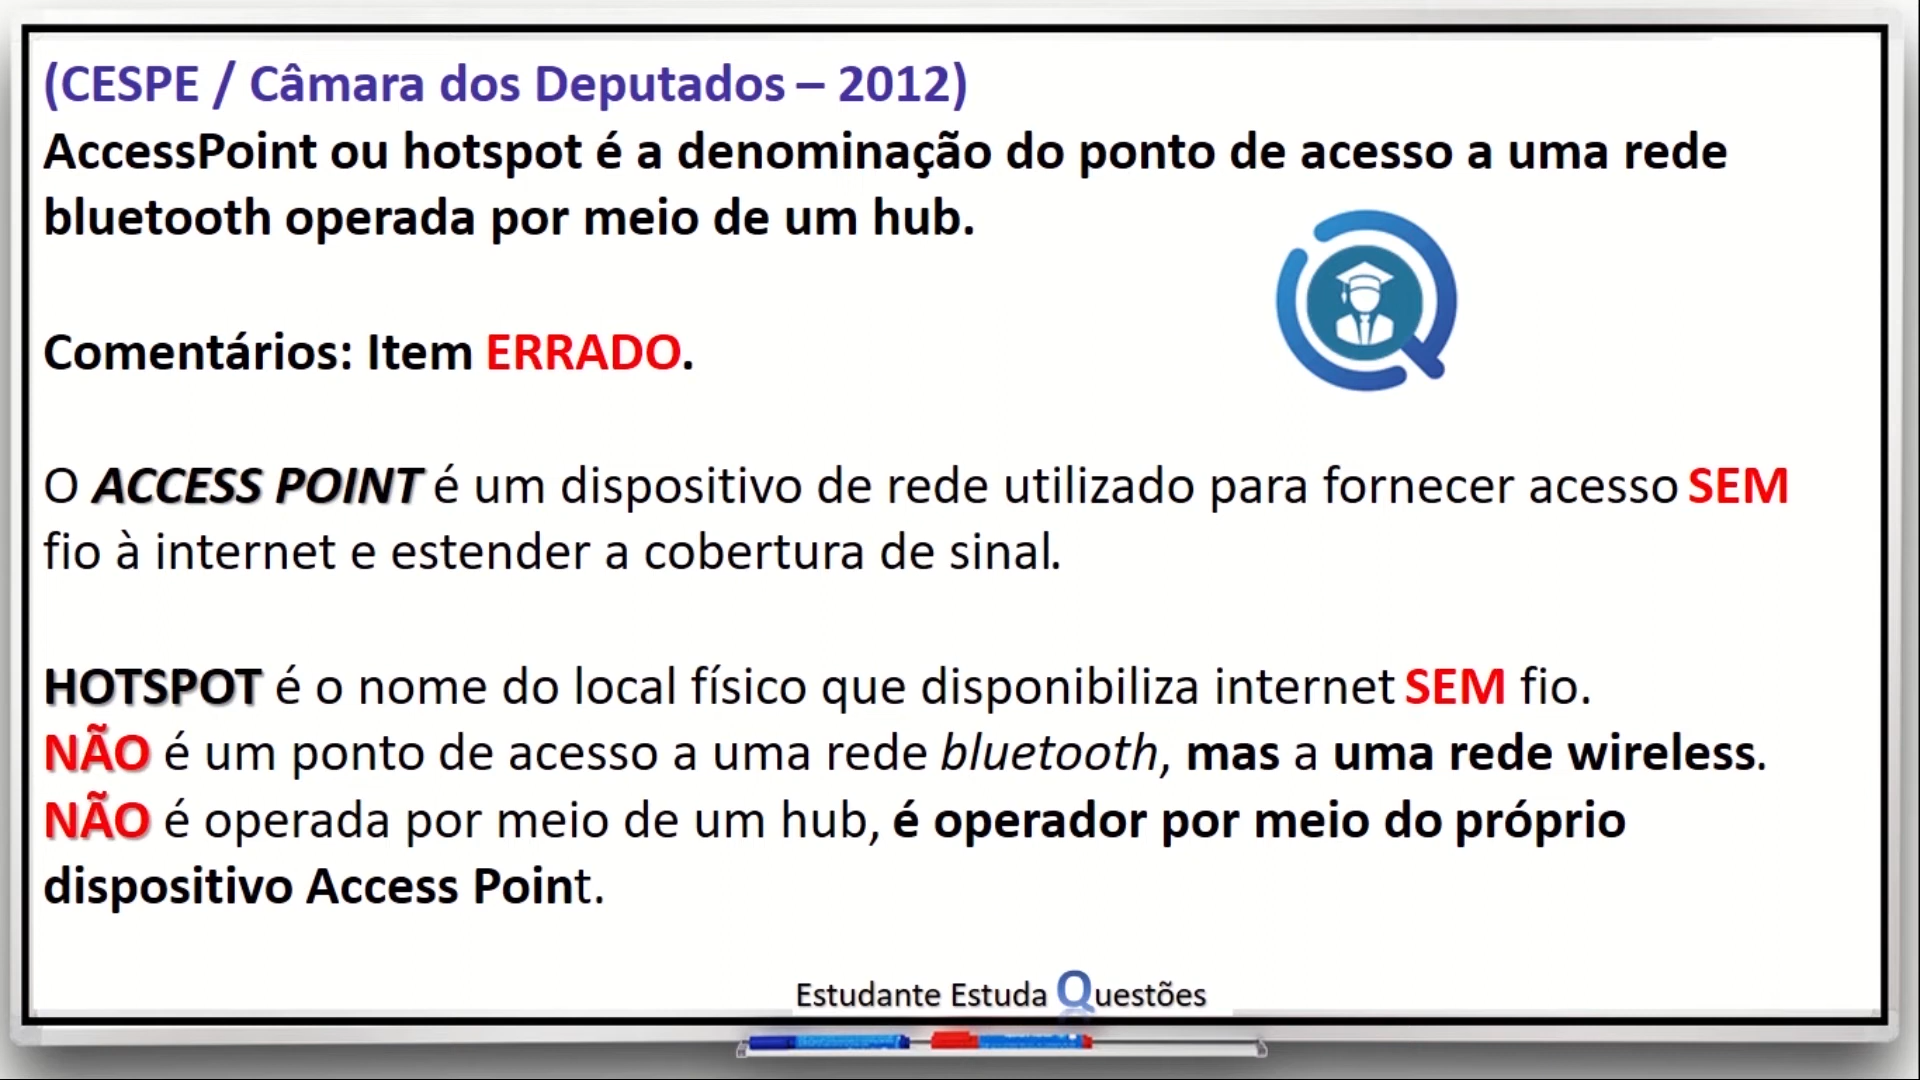 (CESPE / Câmara dos Deputados – 2012)
AccessPoint ou hotspot é a denominação do ponto de acesso a uma rede
bluetooth operada por meio de um hub.
Comentários: Item ERRADO.
O ACCESS POINT é um dispositivo de rede utilizado para fornecer acesso SEM
fio à internet e estender a cobertura de sinal.
HOTSPOT é o nome do local físico que disponibiliza internet SEM fio.
NÃO é um ponto de acesso a uma rede bluetooth, mas a uma rede wireless.
NÃO é operada por meio de um hub, é operador por meio do próprio
dispositivo Access Point.
Estudante Estuda Questões